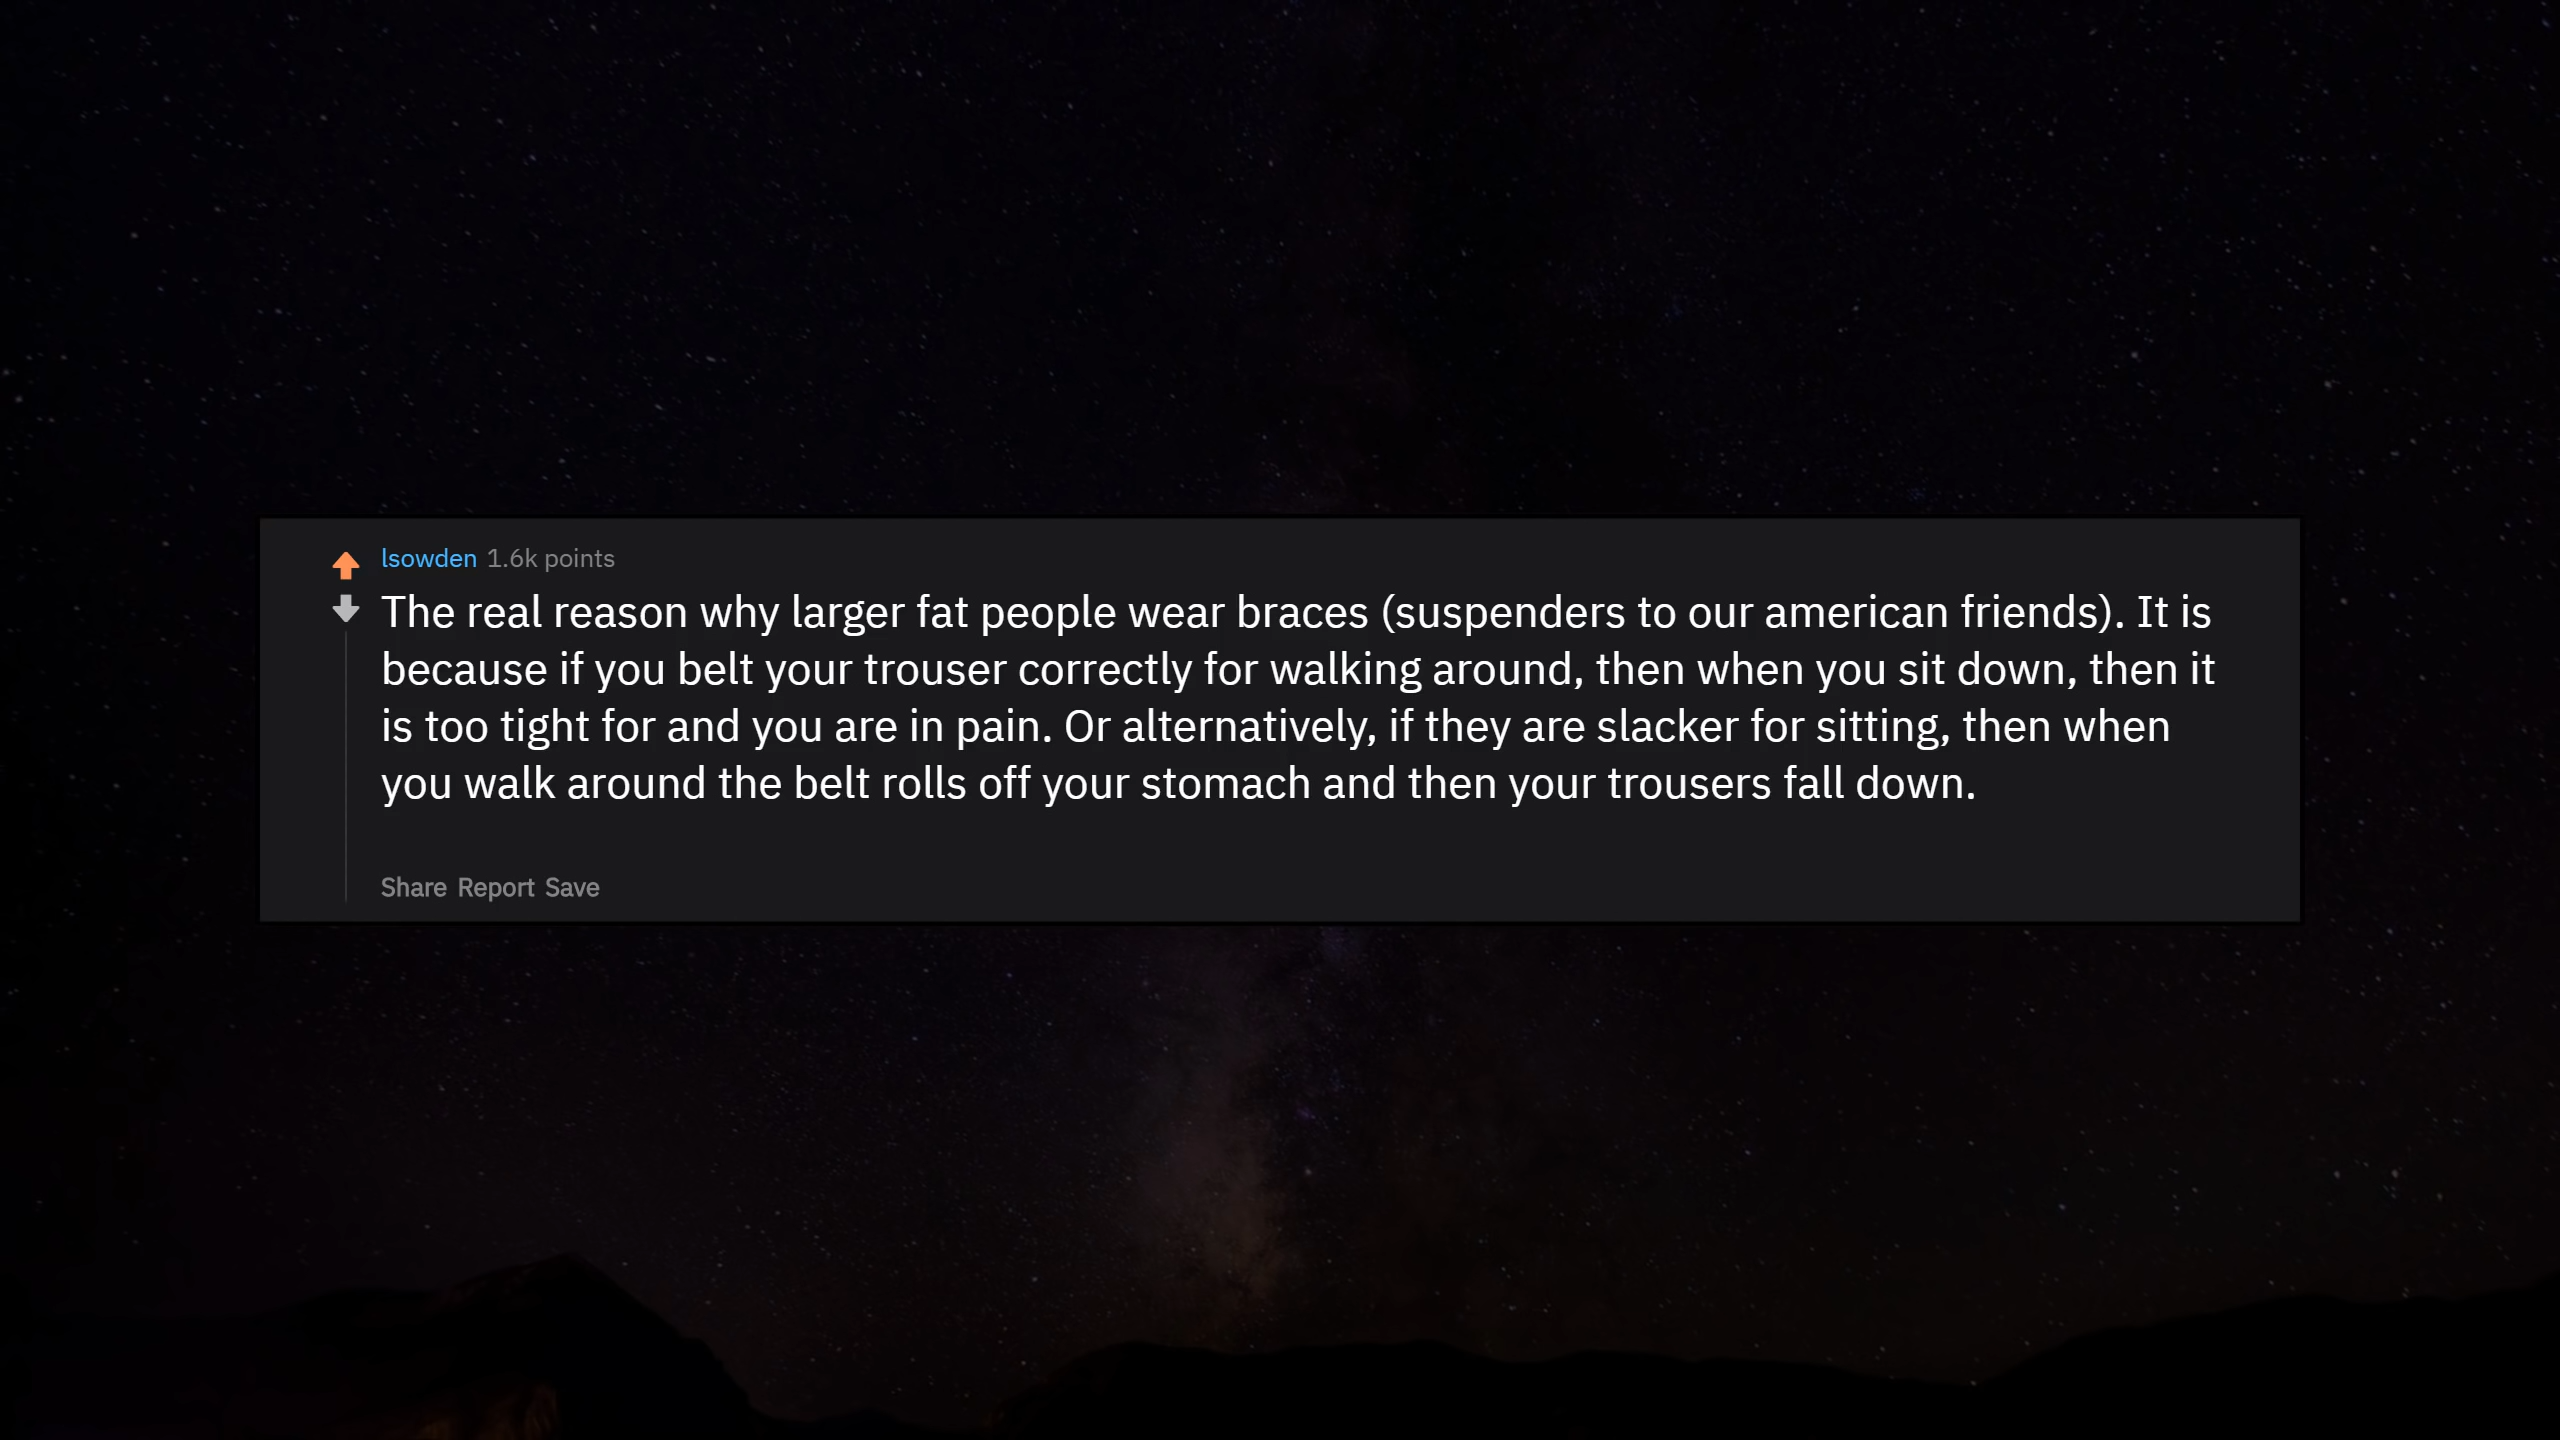 lsowden 1.6k points
The real reason why larger fat people wear braces (suspenders to our american friends). It is
because if you belt your trouser correctly for walking around, then when you sit down, then it
is too tight for and you are in pain. Or alternatively, if they are slacker for sitting, then when
you walk around the belt rolls off your stomach and then your trousers fall down.
Share Report Save